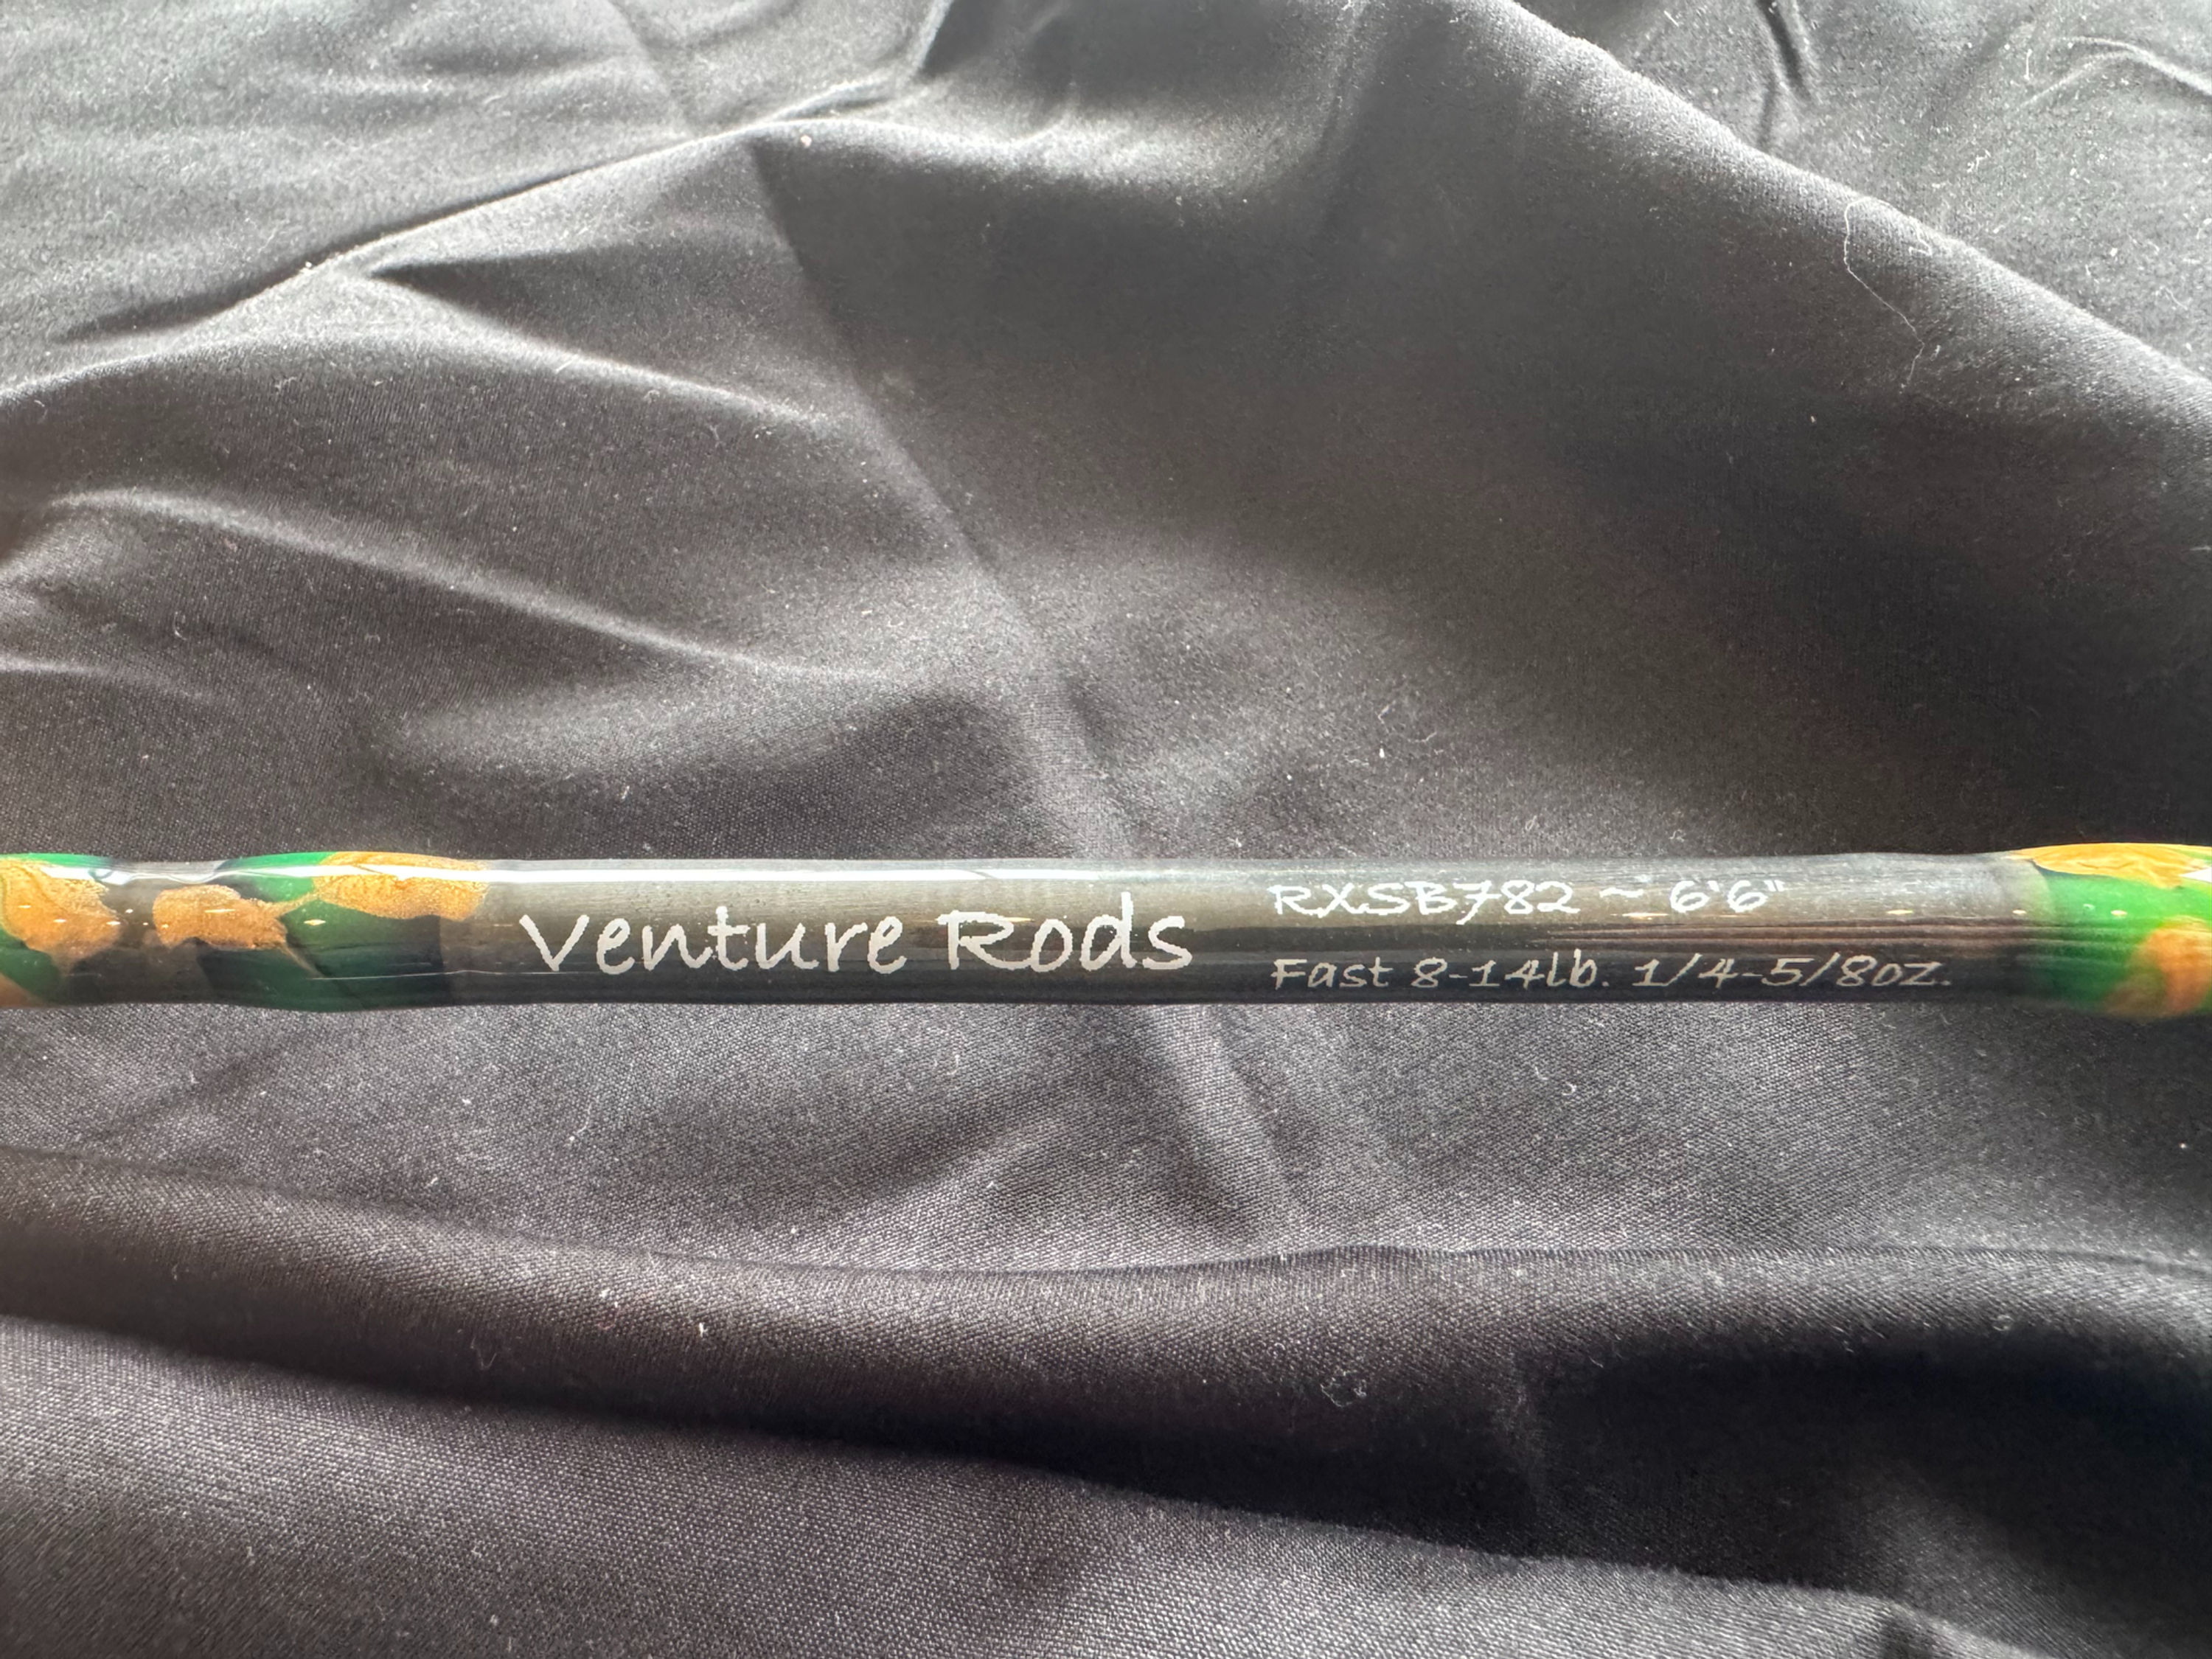 Venture Rods
RXSB782 ~ 6'6"
Fast 8-14lb. 1/4-5/8oz.